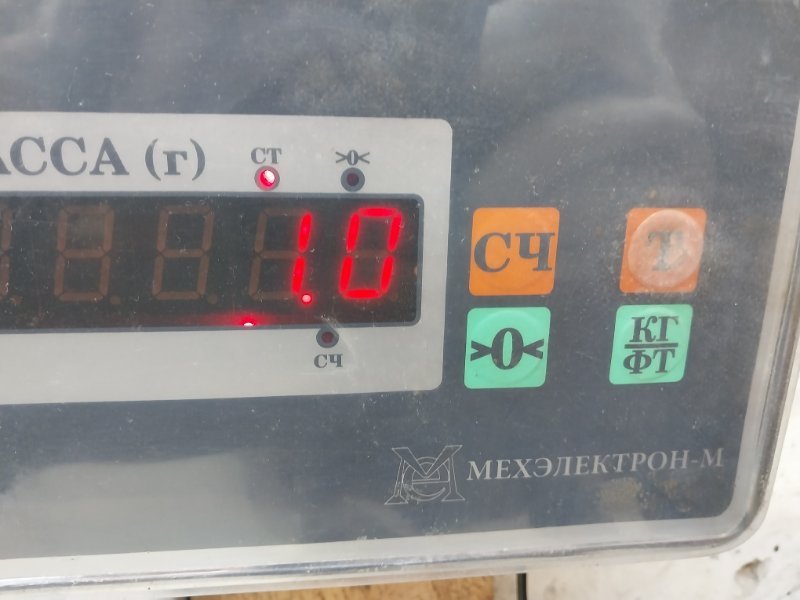 АССА (г)
СТ
>0<
1.0
СЧ
СЧ
Т
>0<
КГ
ФТ
МЕХЭЛЕКТРОН-М